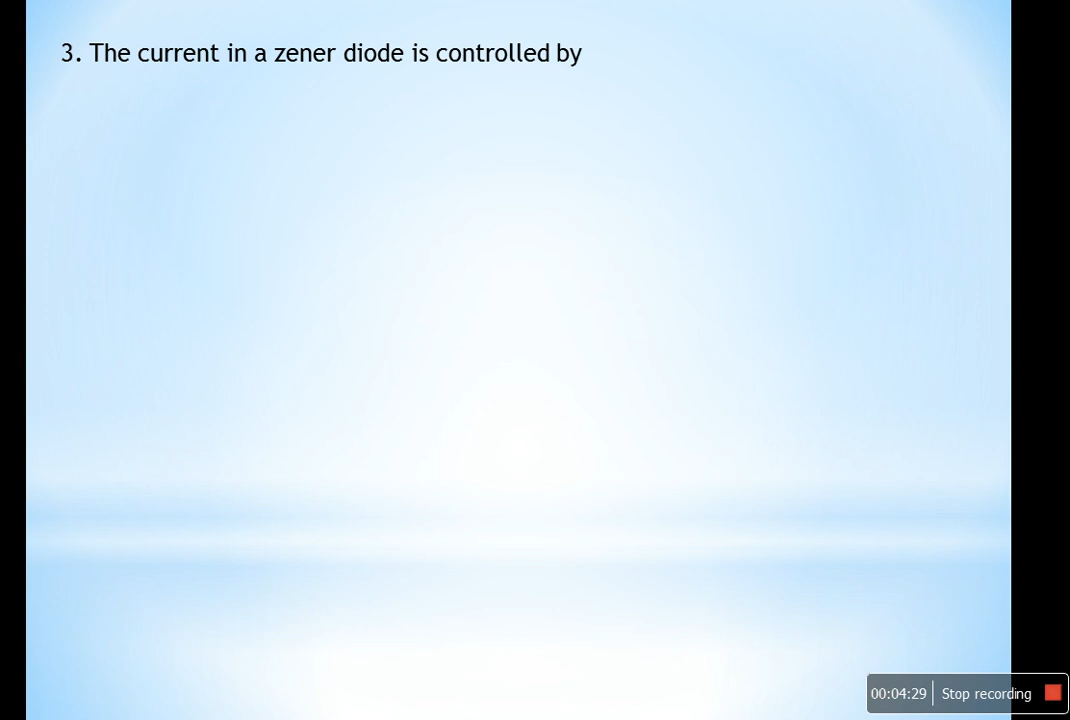 3. The current in a zener diode is controlled by
00:04:29 Stop recording